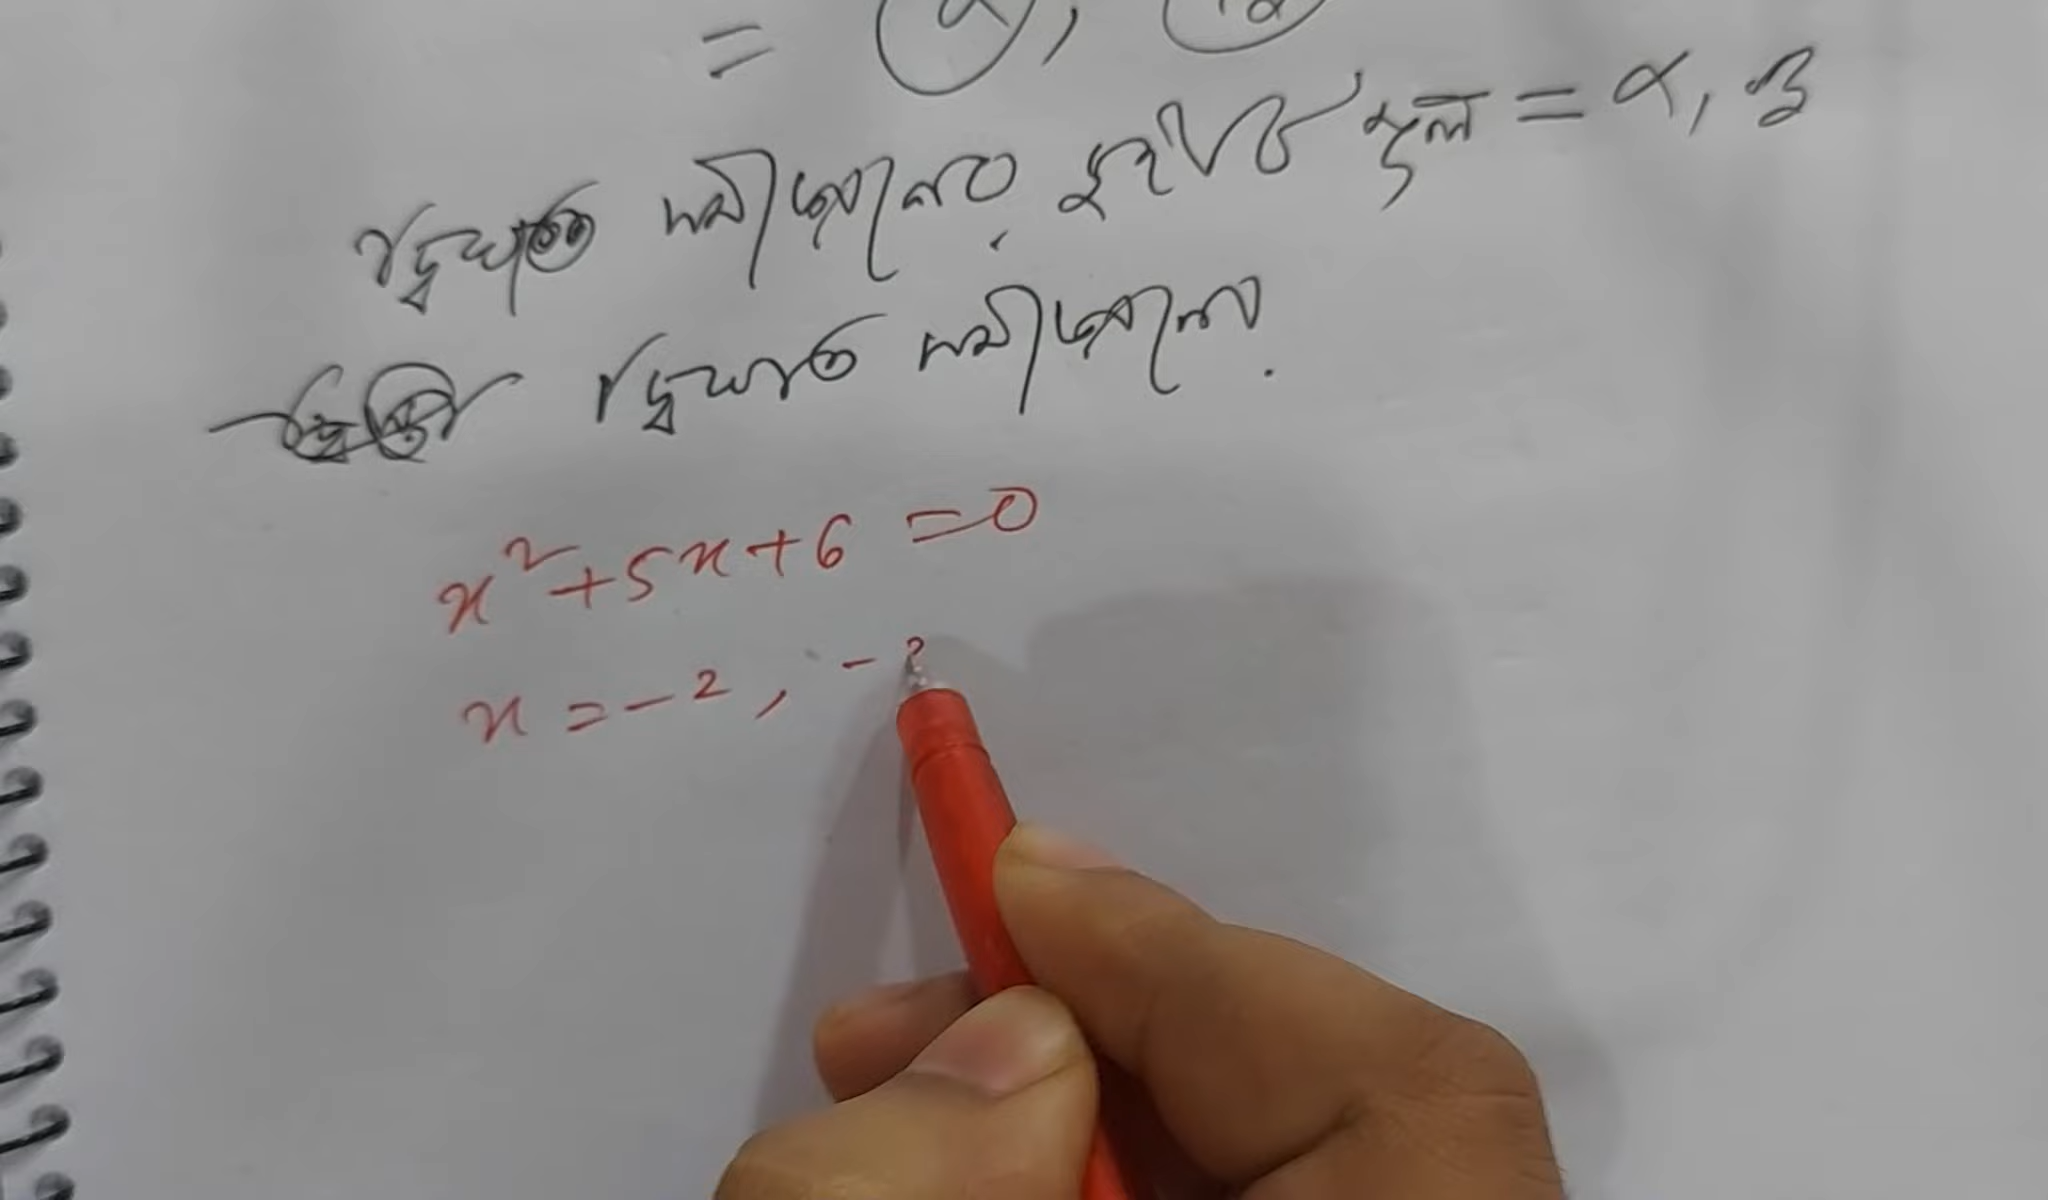 = α,
দ্বিঘাত সমীকরণের দুইটি মূল = α, β
দ্বিঘাত সমীকরণের
x² + 5x + 6 = 0
x = -2, -